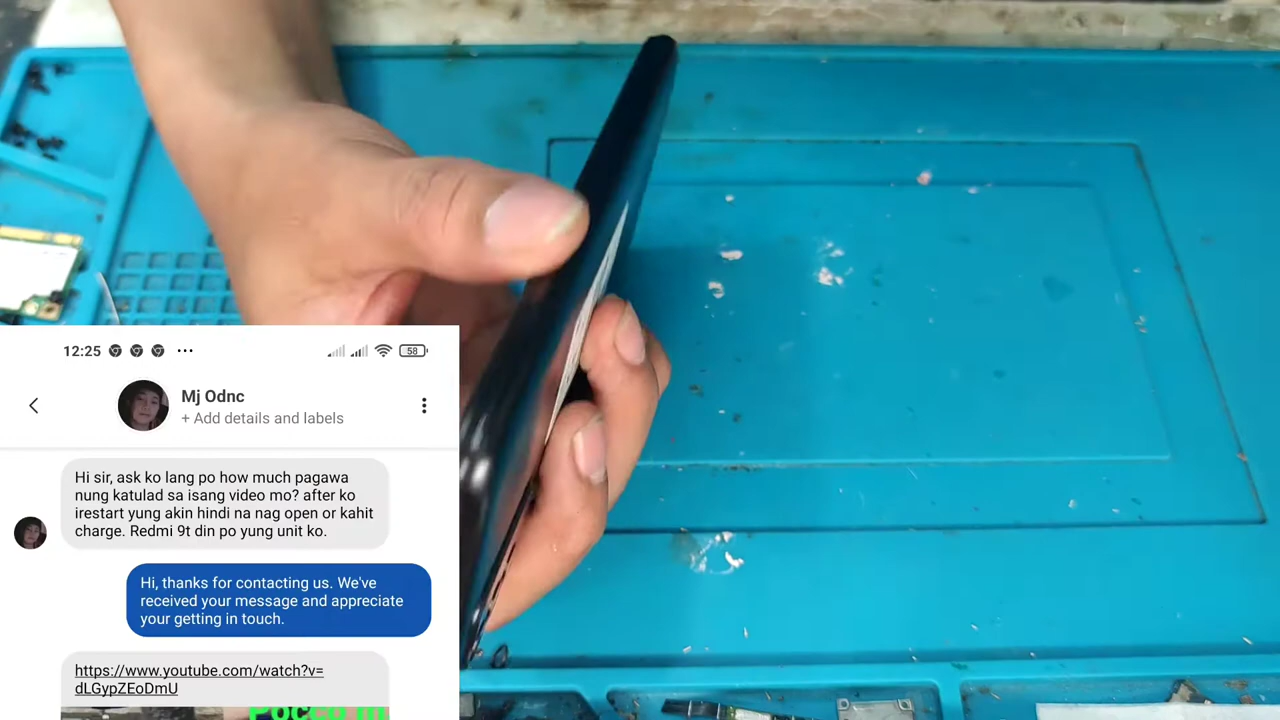 12:25
58
Mj Odnc
+ Add details and labels
Hi sir, ask ko lang po how much pagawa
nung katulad sa isang video mo? after ko
irestart yung akin hindi na nag open or kahit
charge. Redmi 9t din po yung unit ko.
Hi, thanks for contacting us. We've
received your message and appreciate
your getting in touch.
https://www.youtube.com/watch?v=
dLGypZEoDmU
Pocco m